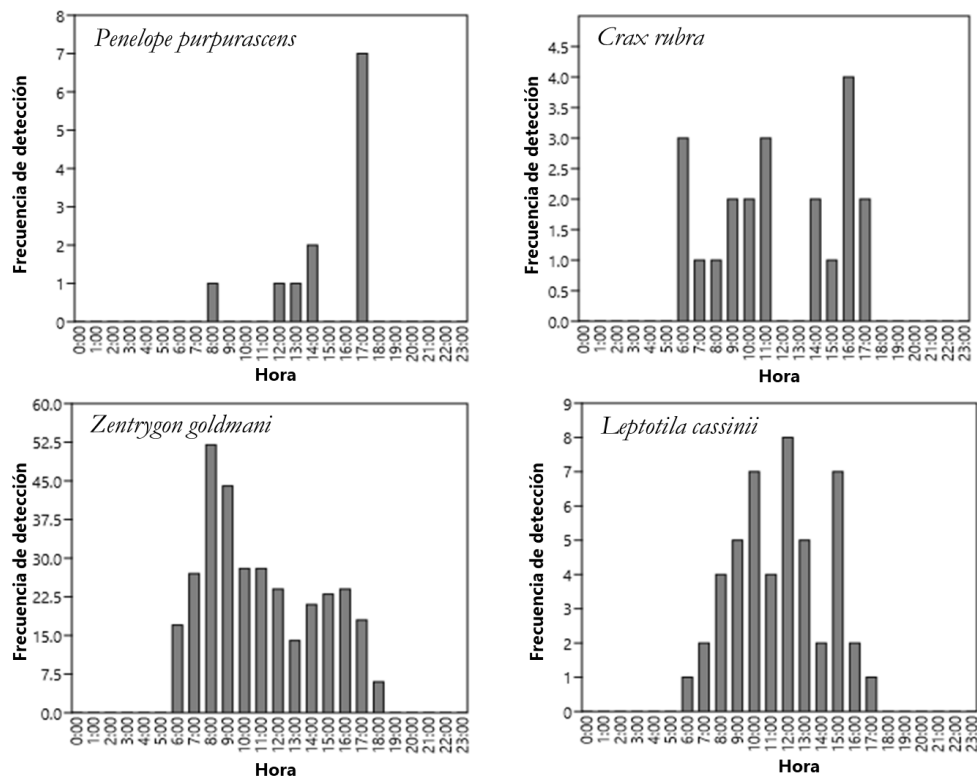 Penelope purpurascens
Frecuencia de detección
8
7
6
5
4
3
2
1
0
0:00 1:00 2:00 3:00 4:00 5:00 6:00 7:00 8:00 9:00 10:00 11:00 12:00 13:00 14:00 15:00 16:00 17:00 18:00 19:00 20:00 21:00 22:00 23:00
Hora
Crax rubra
Frecuencia de detección
4.5
4.0
3.5
3.0
2.5
2.0
1.5
1.0
0.5
0.0
0:00 1:00 2:00 3:00 4:00 5:00 6:00 7:00 8:00 9:00 10:00 11:00 12:00 13:00 14:00 15:00 16:00 17:00 18:00 19:00 20:00 21:00 22:00 23:00
Hora
Zentrygon goldmani
Frecuencia de detección
60.0
52.5
45.0
37.5
30.0
22.5
15.0
7.5
0.0
0:00 1:00 2:00 3:00 4:00 5:00 6:00 7:00 8:00 9:00 10:00 11:00 12:00 13:00 14:00 15:00 16:00 17:00 18:00 19:00 20:00 21:00 22:00 23:00
Hora
Leptotila cassinii
Frecuencia de detección
9
8
7
6
5
4
3
2
1
0
0:00 1:00 2:00 3:00 4:00 5:00 6:00 7:00 8:00 9:00 10:00 11:00 12:00 13:00 14:00 15:00 16:00 17:00 18:00 19:00 20:00 21:00 22:00 23:00
Hora